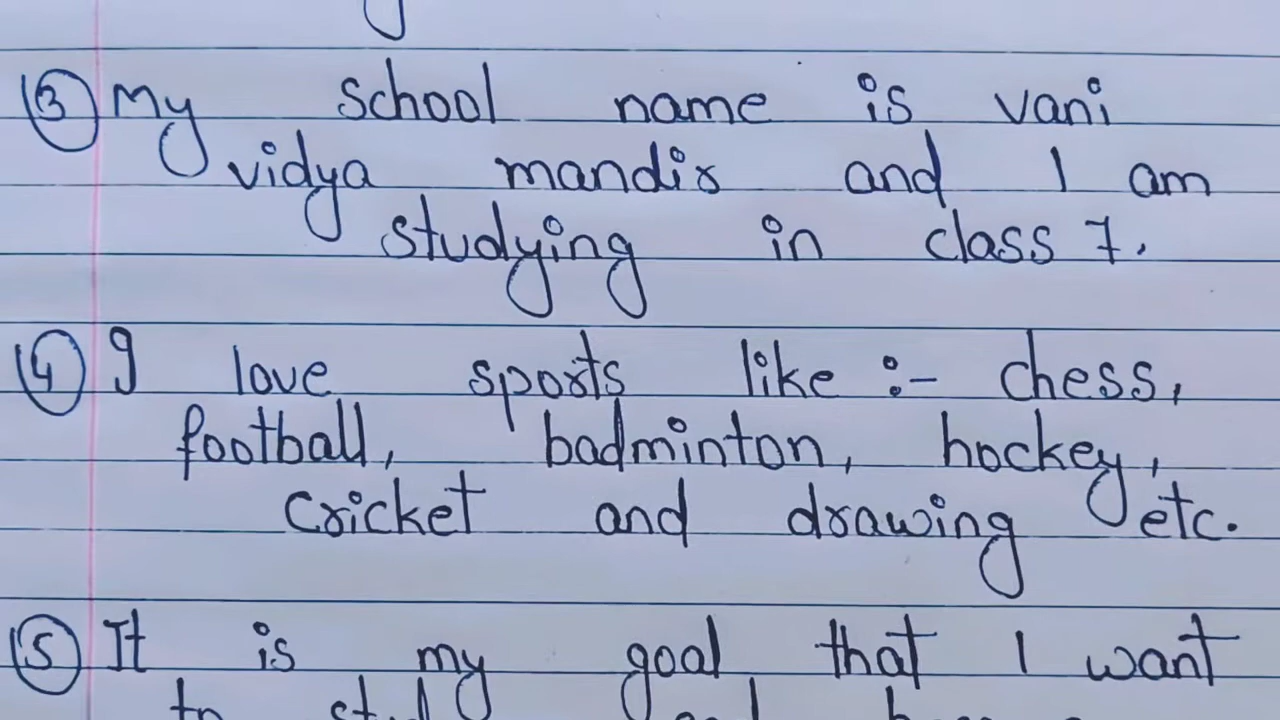 ③ My school name is vani
vidya mandir and I am
studying in class 7.
④ I love sports like :- chess,
football, badminton, hockey,
cricket and drawing etc.
⑤ It is my goal that I want
to